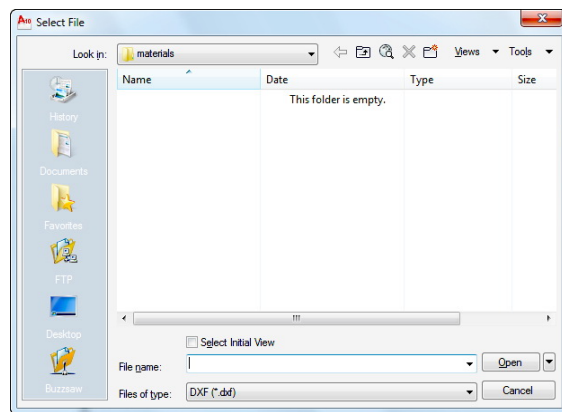 A10 Select File
Look in: materials Views Tools
Name Date Type Size
This folder is empty.
History
Documents
Favorites
FTP
Desktop
Buzzsaw
Select Initial View
File name: Open
Files of type: DXF (*.dxf) Cancel